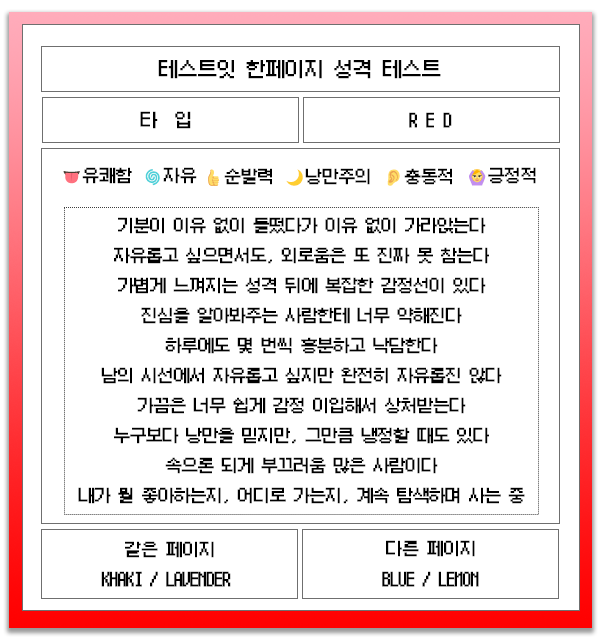 테스트잇 한페이지 성격 테스트
타 입
RED
👅유쾌함 🌀자유 👍순발력 🌙낭만주의 👂충동적 🙆긍정적
기분이 이유 없이 들떴다가 이유 없이 가라앉는다
자유롭고 싶으면서도, 외로움은 또 진짜 못 참는다
가볍게 느껴지는 성격 뒤에 복잡한 감정선이 있다
진심을 알아봐주는 사람한테 너무 약해진다
하루에도 몇 번씩 흥분하고 낙담한다
남의 시선에서 자유롭고 싶지만 완전히 자유롭진 않다
가끔은 너무 쉽게 감정 이입해서 상처받는다
누구보다 낭만을 믿지만, 그만큼 냉정할 때도 있다
속으론 되게 부끄러움 많은 사람이다
내가 뭘 좋아하는지, 어디로 가는지, 계속 탐색하며 사는 중
같은 페이지
KHAKI / LAVENDER
다른 페이지
BLUE / LEMON